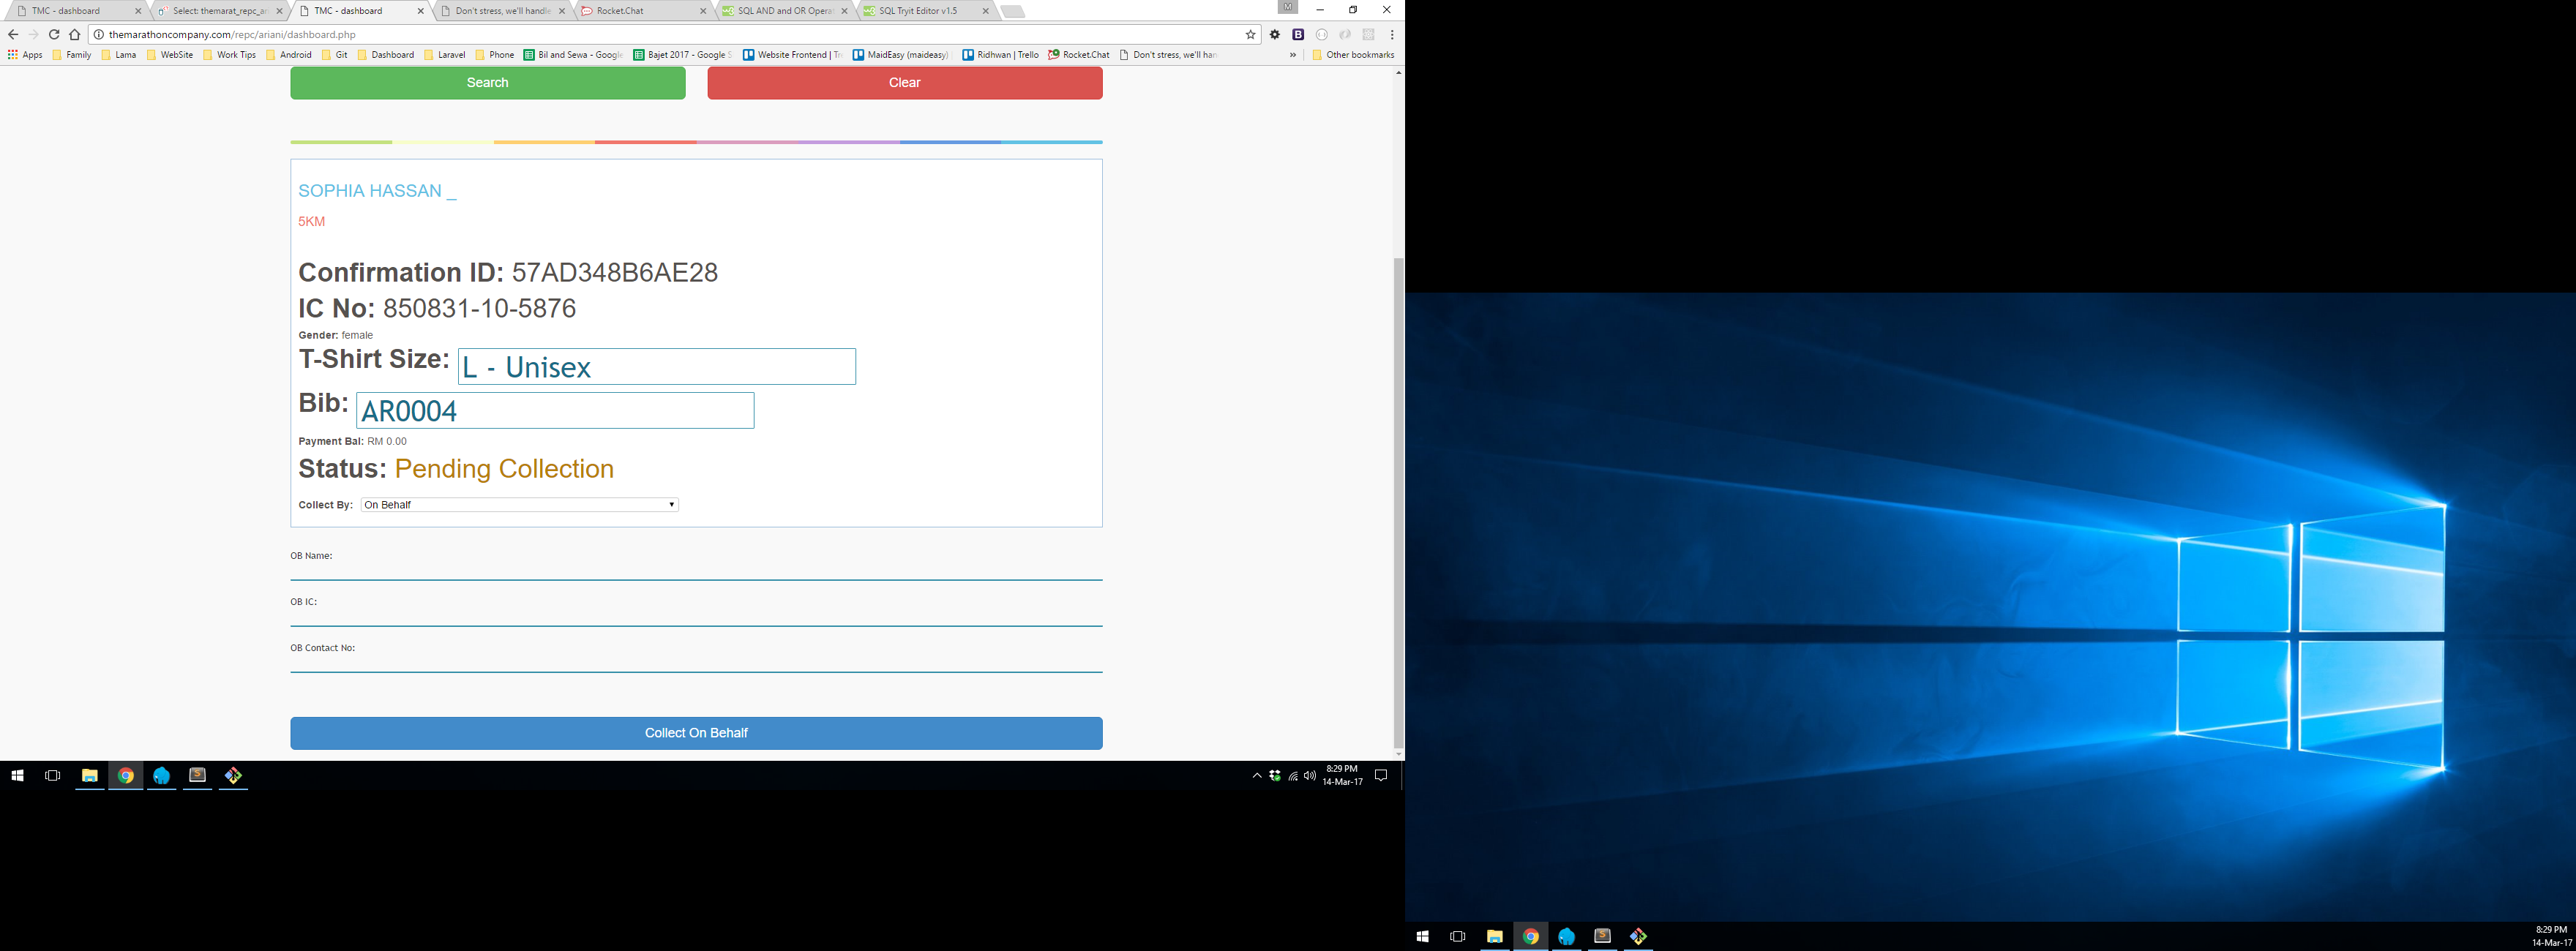 TMC - dashboard
Select: themarat_repc_ar
TMC - dashboard
Don't stress, we'll handle
Rocket.Chat
SQL AND and OR Opera
SQL Tryit Editor v1.5
M
themarathoncompany.com/repc/ariani/dashboard.php
Apps Family Lama WebSite Work Tips Android Git Dashboard Laravel Phone Bil and Sewa - Google Bajet 2017 - Google S Website Frontend | Tr MaidEasy (maideasy) Ridhwan | Trello Rocket.Chat Don't stress, we'll han » Other bookmarks
Search
Clear
SOPHIA HASSAN _
5KM
Confirmation ID: 57AD348B6AE28
IC No: 850831-10-5876
Gender: female
T-Shirt Size: L - Unisex
Bib: AR0004
Payment Bal: RM 0.00
Status: Pending Collection
Collect By: On Behalf
OB Name:
OB IC:
OB Contact No:
Collect On Behalf
8:29 PM
14-Mar-17
8:29 PM
14-Mar-17